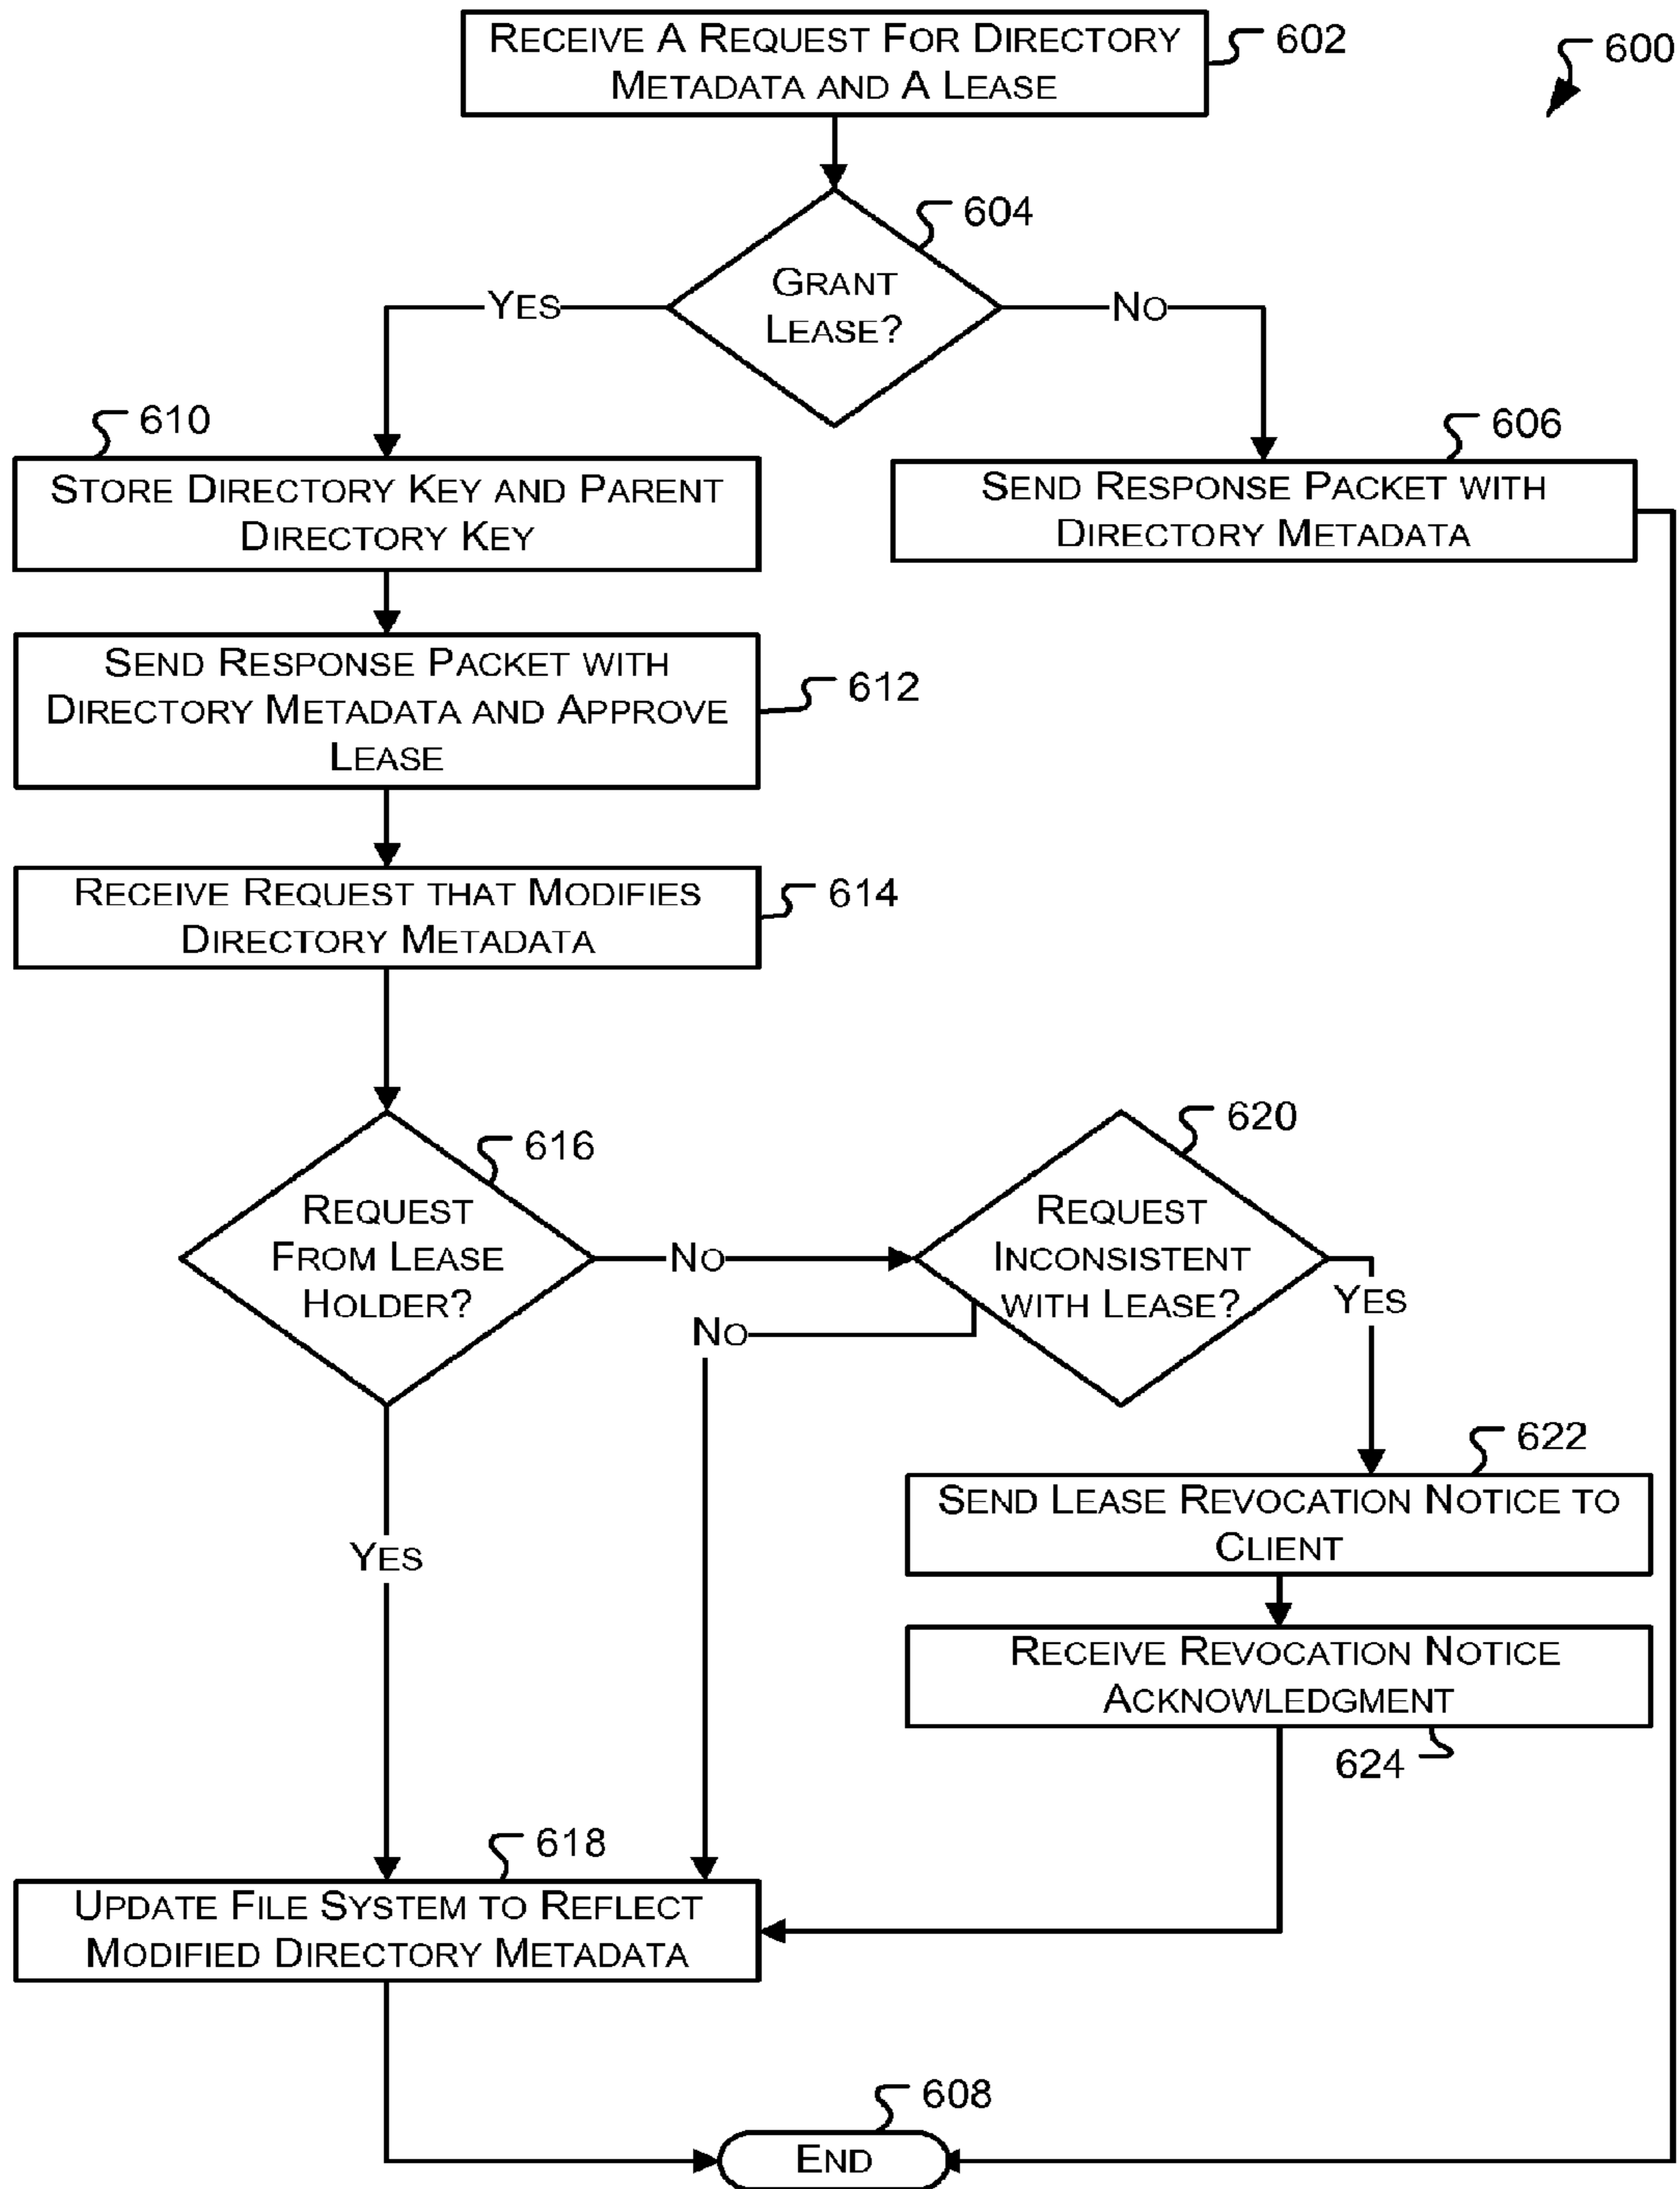 RECEIVE A REQUEST FOR DIRECTORY
METADATA AND A LEASE
602
600
604
GRANT
LEASE?
YES
NO
610
606
STORE DIRECTORY KEY AND PARENT
DIRECTORY KEY
SEND RESPONSE PACKET WITH
DIRECTORY METADATA
SEND RESPONSE PACKET WITH
DIRECTORY METADATA AND APPROVE
LEASE
612
RECEIVE REQUEST THAT MODIFIES
DIRECTORY METADATA
614
616
REQUEST
FROM LEASE
HOLDER?
NO
620
REQUEST
INCONSISTENT
WITH LEASE?
YES
NO
YES
622
SEND LEASE REVOCATION NOTICE TO
CLIENT
RECEIVE REVOCATION NOTICE
ACKNOWLEDGMENT
624
618
UPDATE FILE SYSTEM TO REFLECT
MODIFIED DIRECTORY METADATA
608
END